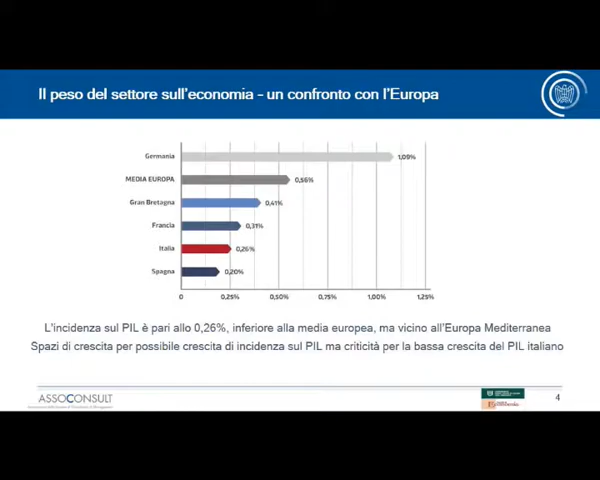 Il peso del settore sull'economia - un confronto con l'Europa
Germania 1,09%
MEDIA EUROPA 0,56%
Gran Bretagna 0,41%
Francia 0,31%
Italia 0,26%
Spagna 0,20%
0 0,25% 0,50% 0,75% 1,00% 1,25%
L'incidenza sul PIL è pari allo 0,26%, inferiore alla media europea, ma vicino all'Europa Mediterranea
Spazi di crescita per possibile crescita di incidenza sul PIL ma criticità per la bassa crescita del PIL italiano
ASSOCONSULT
4